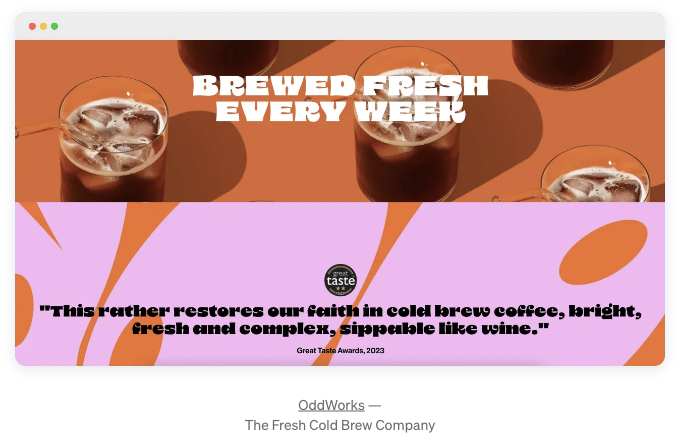 BREWED FRESH
EVERY WEEK
great
taste
"This rather restores our faith in cold brew coffee, bright,
fresh and complex, sippable like wine."
Great Taste Awards, 2023
OddWorks —
The Fresh Cold Brew Company